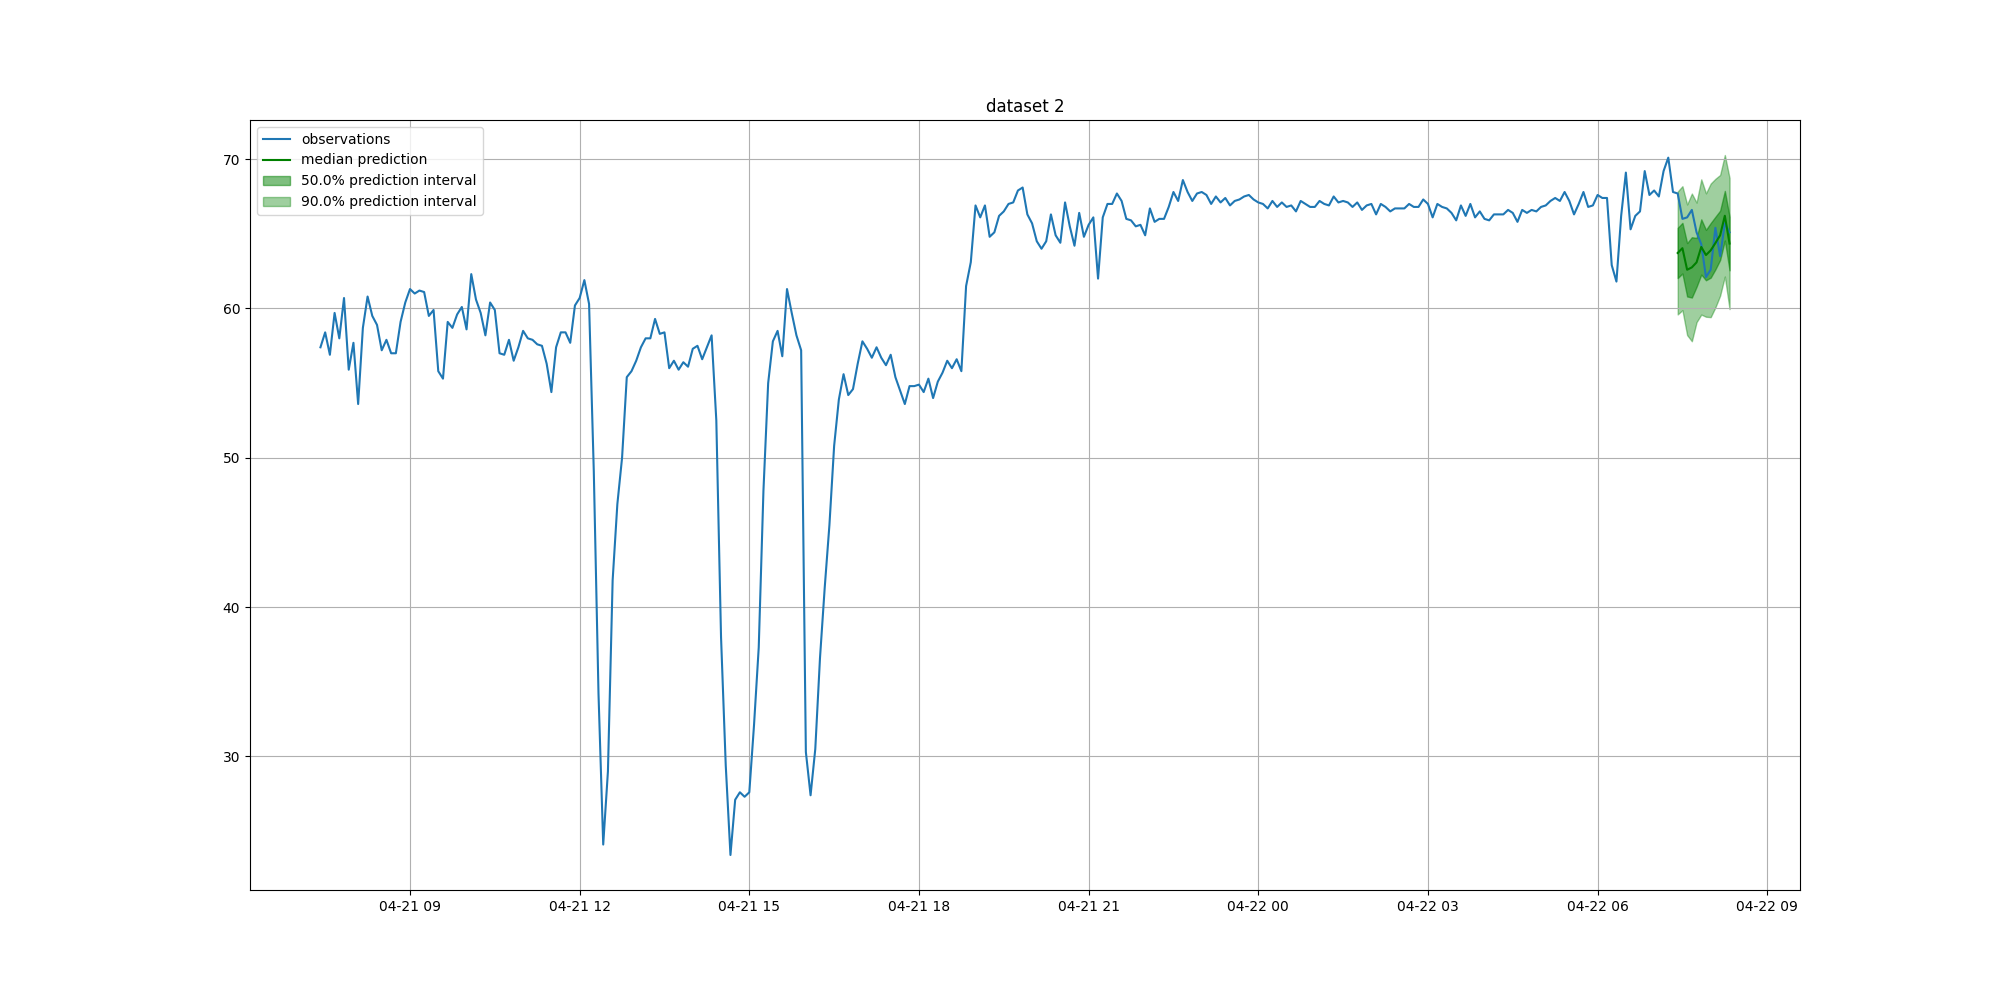 dataset 2
observations
median prediction
50.0% prediction interval
90.0% prediction interval
70
60
50
40
30
04-21 09
04-21 12
04-21 15
04-21 18
04-21 21
04-22 00
04-22 03
04-22 06
04-22 09